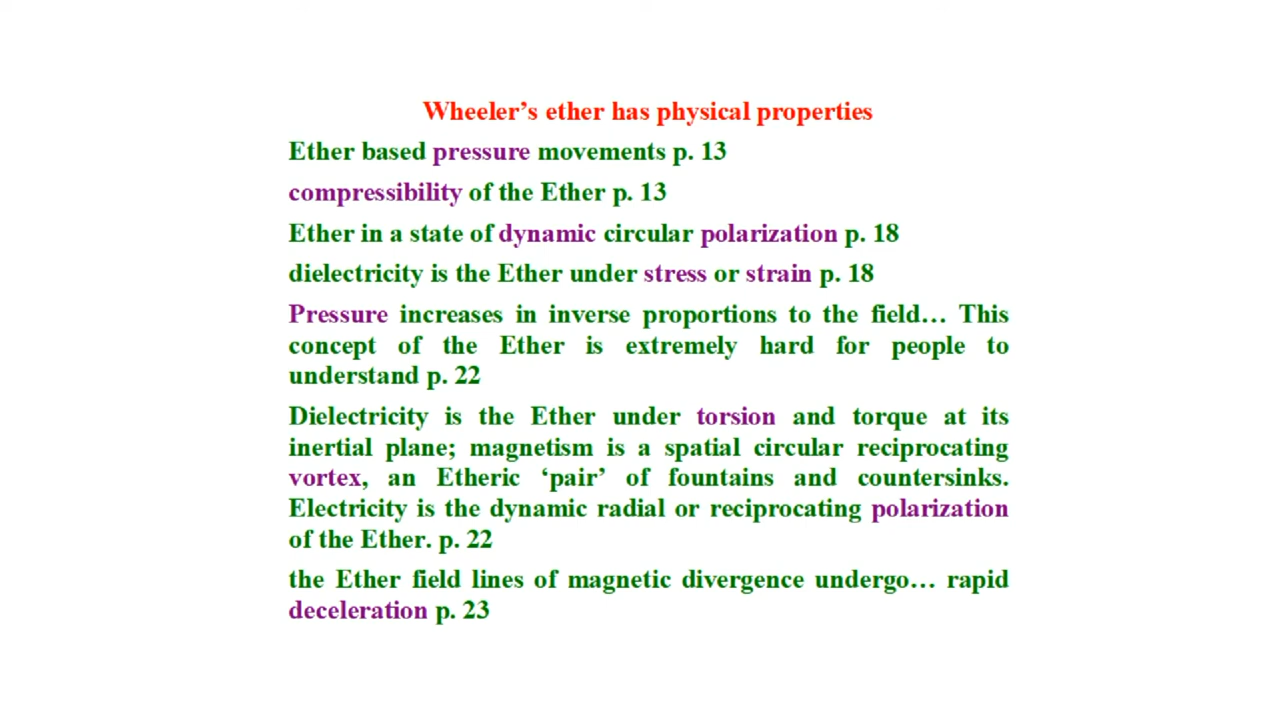 Wheeler’s ether has physical properties
Ether based pressure movements p. 13
compressibility of the Ether p. 13
Ether in a state of dynamic circular polarization p. 18
dielectricity is the Ether under stress or strain p. 18
Pressure increases in inverse proportions to the field… This
concept of the Ether is extremely hard for people to
understand p. 22
Dielectricity is the Ether under torsion and torque at its
inertial plane; magnetism is a spatial circular reciprocating
vortex, an Etheric ‘pair’ of fountains and countersinks.
Electricity is the dynamic radial or reciprocating polarization
of the Ether. p. 22
the Ether field lines of magnetic divergence undergo… rapid
deceleration p. 23